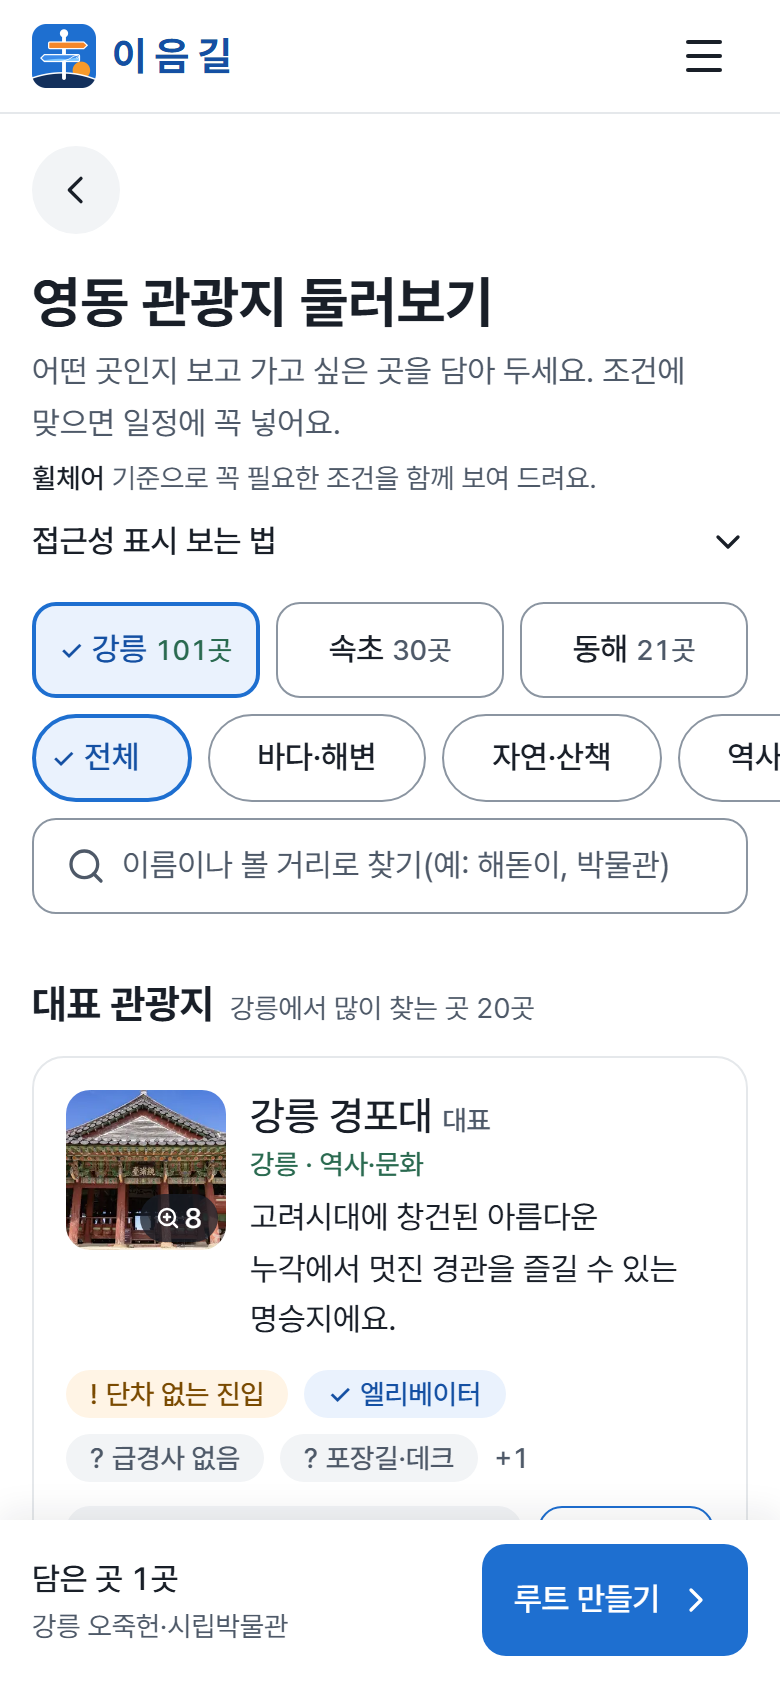 이음길
영동 관광지 둘러보기
어떤 곳인지 보고 가고 싶은 곳을 담아 두세요. 조건에
맞으면 일정에 꼭 넣어요.
휠체어 기준으로 꼭 필요한 조건을 함께 보여 드려요.
접근성 표시 보는 법
강릉 101곳 속초 30곳 동해 21곳
전체 바다·해변 자연·산책 역사
이름이나 볼 거리로 찾기(예: 해돋이, 박물관)
대표 관광지 강릉에서 많이 찾는 곳 20곳
강릉 경포대 대표
강릉 · 역사·문화
고려시대에 창건된 아름다운
누각에서 멋진 경관을 즐길 수 있는
명승지에요.
8
! 단차 없는 진입 엘리베이터
? 급경사 없음 ? 포장길·데크 +1
담은 곳 1곳
강릉 오죽헌·시립박물관
루트 만들기